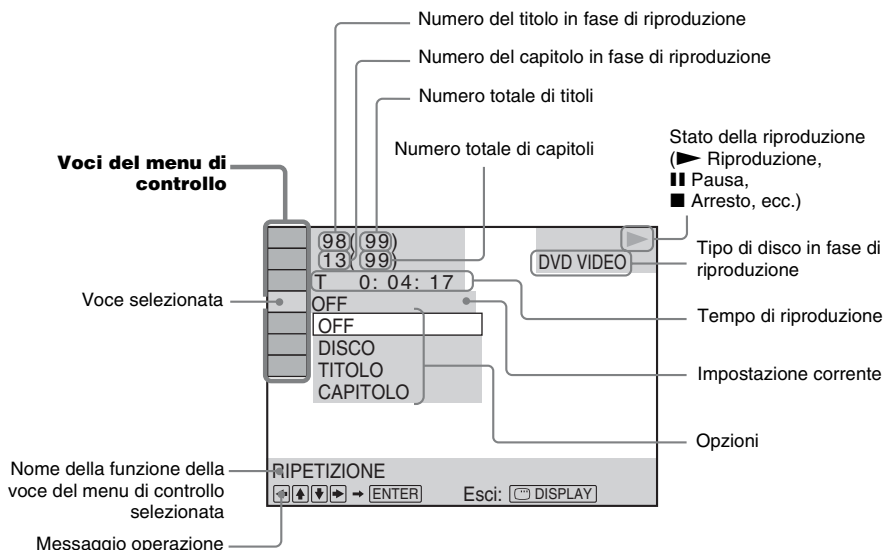 Numero del titolo in fase di riproduzione
Numero del capitolo in fase di riproduzione
Numero totale di titoli
Numero totale di capitoli
Stato della riproduzione
(► Riproduzione,
❚❚ Pausa,
■ Arresto, ecc.)
Voci del menu di
controllo
98( 99)
13( 99)
T 0: 04: 17
OFF
OFF
DISCO
TITOLO
CAPITOLO
DVD VIDEO
Tipo di disco in fase di
riproduzione
Voce selezionata
Tempo di riproduzione
Impostazione corrente
Opzioni
Nome della funzione della
voce del menu di controllo
selezionata
RIPETIZIONE
← ↑ ↓ → → ENTER Esci: DISPLAY
Messaggio operazione